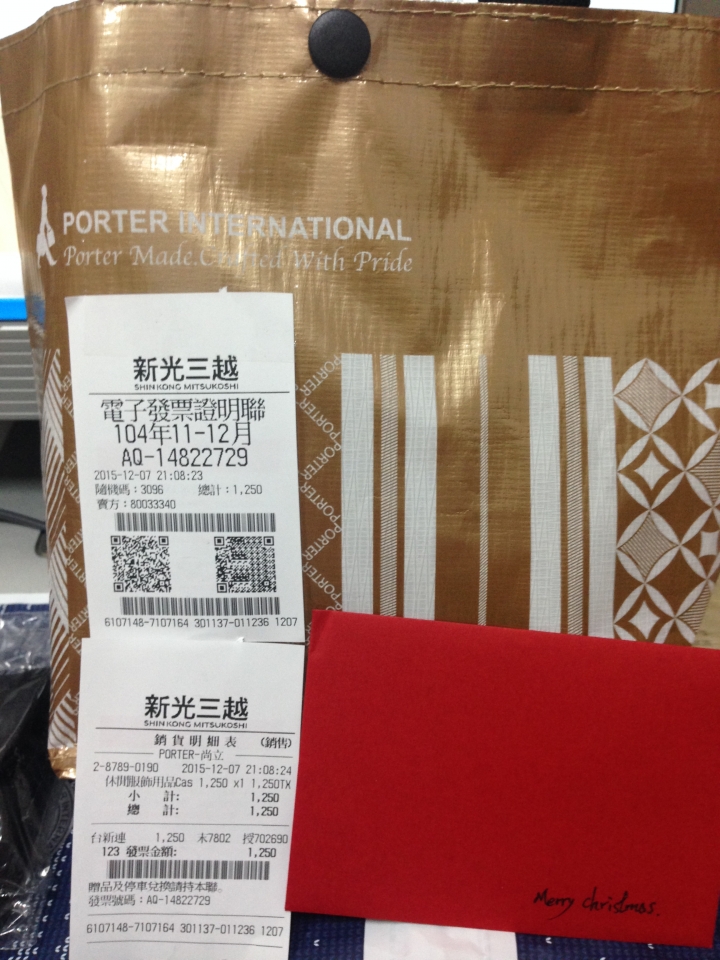 PORTER INTERNATIONAL
Porter Made.Crafted With Pride
新光三越
SHIN KONG MITSUKOSHI
電子發票證明聯
104年11-12月
AQ-14822729
2015-12-07 21:08:23
隨機碼:3096 總計:1,250
賣方:80033340
6107148-7107164 301137-011236 1207
新光三越
SHIN KONG MITSUKOSHI
銷貨明細表 (銷售)
PORTER-尚立
2-8789-0190 2015-12-07 21:08:24
休閒服飾用品Cas 1,250 x1 1,250TX
小 計: 1,250
總 計: 1,250
台新連 1,250 末7802 授702690
123 發票金額: 1,250
贈品及停車兌換請持本聯。
發票號碼:AQ-14822729
6107148-7107164 301137-011236 1207
Merry christmas.
PORTER PORTER PORTER PORTER PORTER